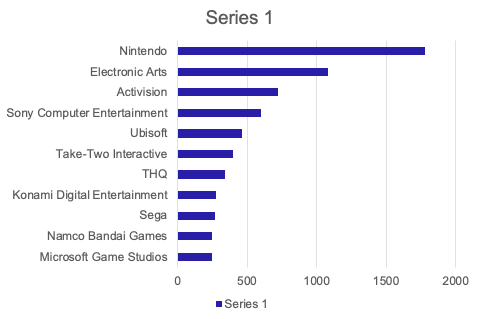 Series 1
Nintendo
Electronic Arts
Activision
Sony Computer Entertainment
Ubisoft
Take-Two Interactive
THQ
Konami Digital Entertainment
Sega
Namco Bandai Games
Microsoft Game Studios
0 500 1000 1500 2000
Series 1